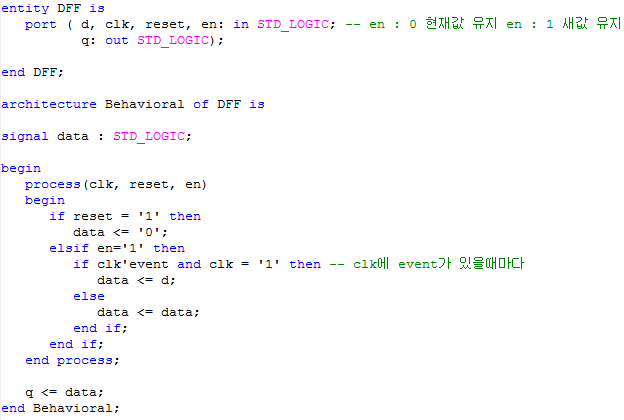 entity DFF is
port ( d, clk, reset, en: in STD_LOGIC; -- en : 0 현재값 유지 en : 1 새값 유지
q: out STD_LOGIC);
end DFF;
architecture Behavioral of DFF is
signal data : STD_LOGIC;
begin
process(clk, reset, en)
begin
if reset = '1' then
data <= '0';
elsif en='1' then
if clk'event and clk = '1' then -- clk에 event가 있을때마다
data <= d;
else
data <= data;
end if;
end if;
end process;
q <= data;
end Behavioral;